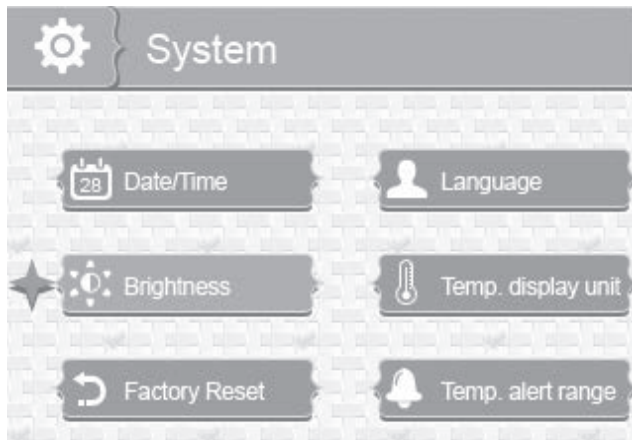 System
28 Date/Time
Language
Brightness
Temp. display unit
Factory Reset
Temp. alert range